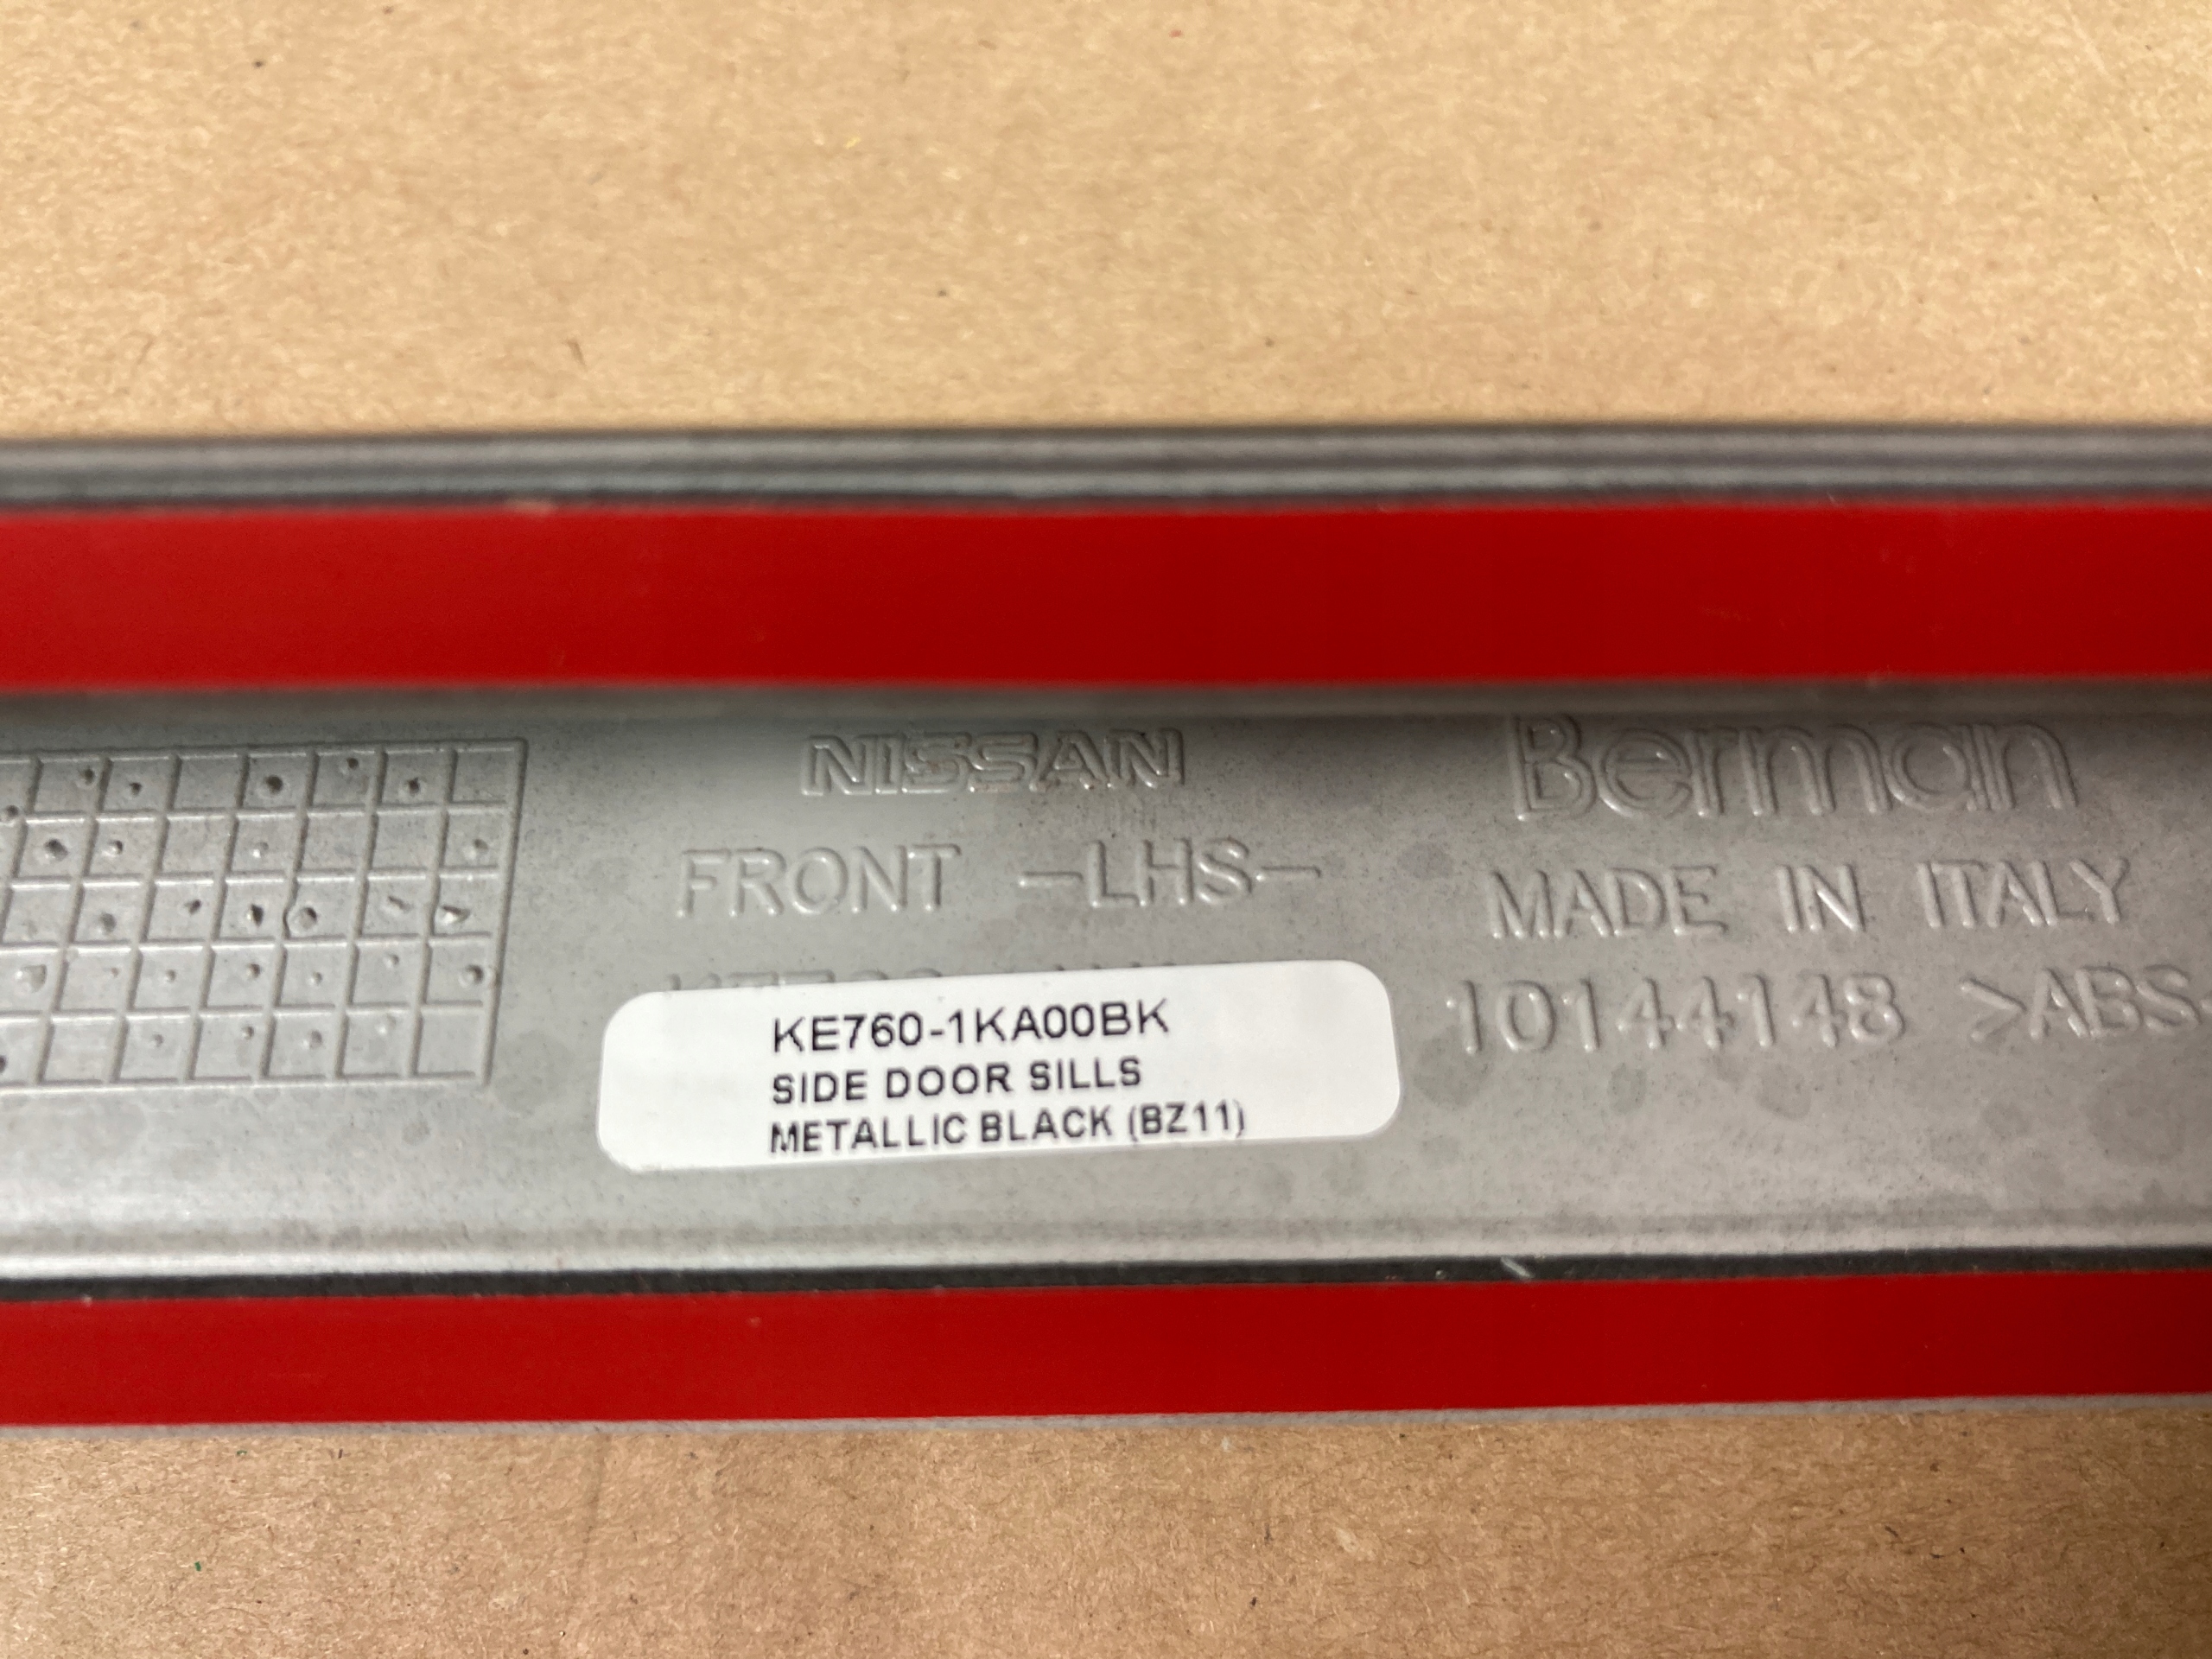 NISSAN
FRONT -LHS-
KE760-1KA00BK
SIDE DOOR SILLS
METALLIC BLACK (BZ11)
Berman
MADE IN ITALY
10144148 >ABS